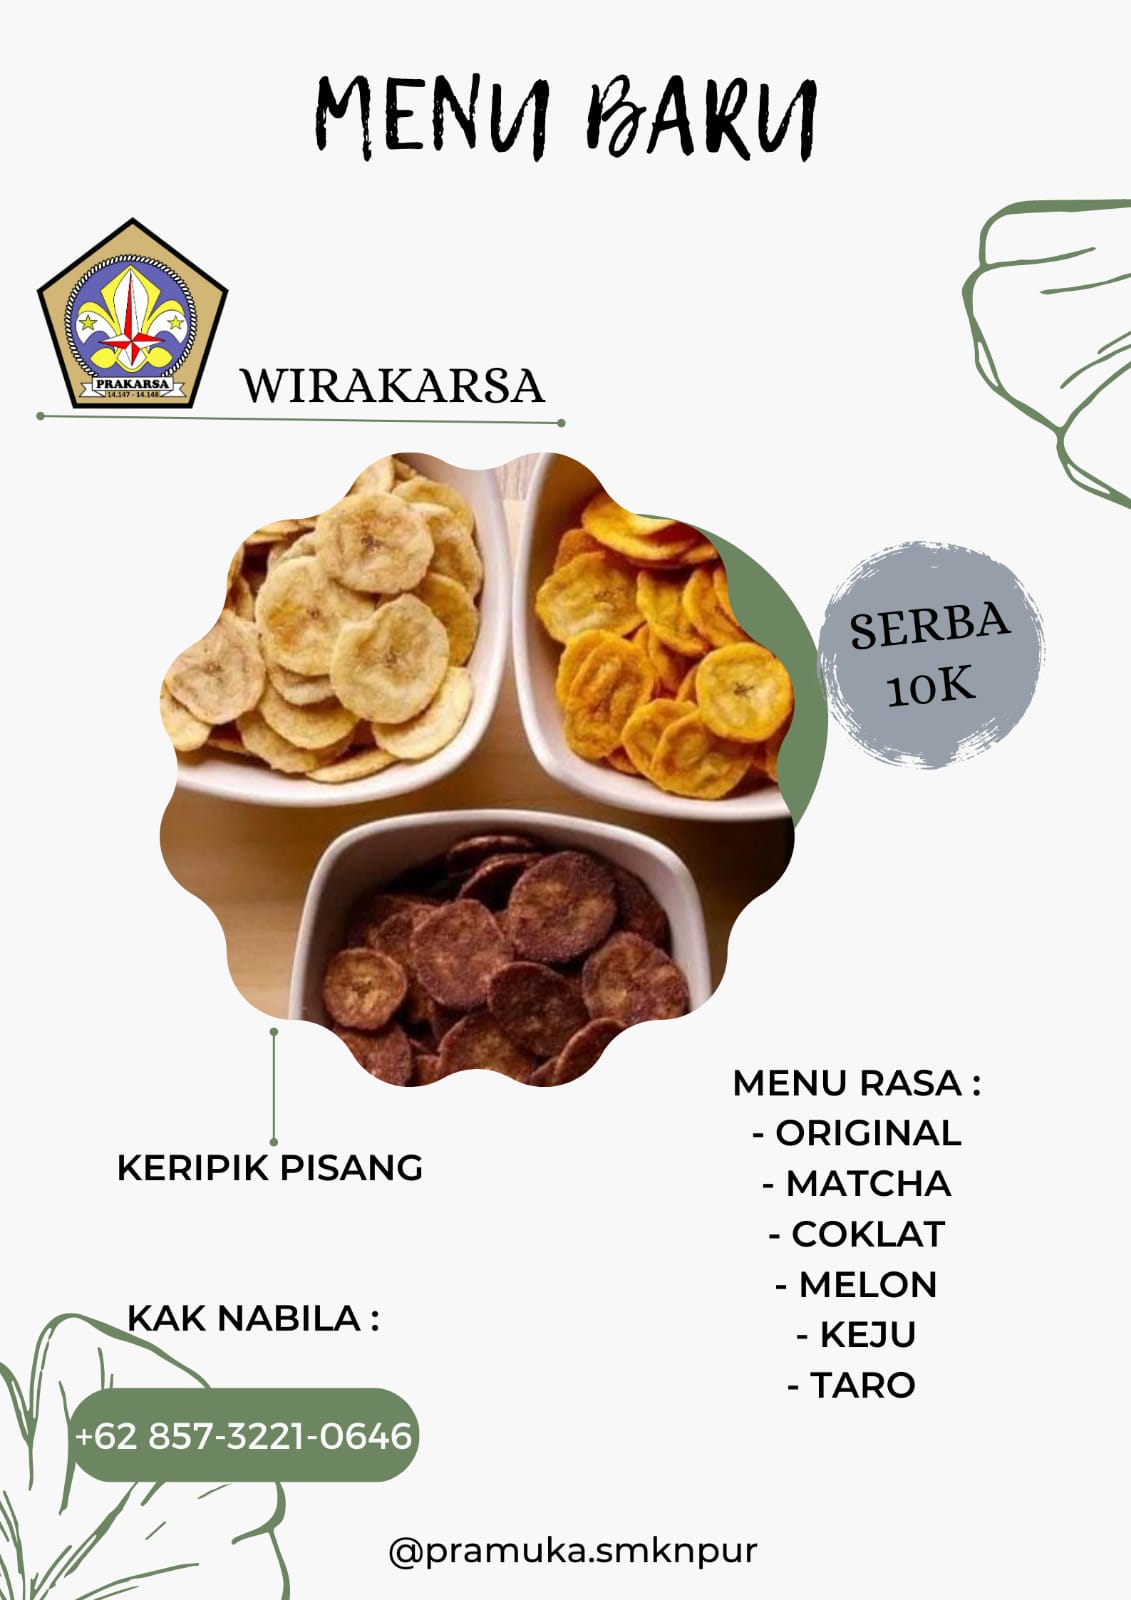 MENU BARU
PRAKARSA
14.147 - 14.148
WIRAKARSA
SERBA
10K
KERIPIK PISANG
MENU RASA :
- ORIGINAL
- MATCHA
- COKLAT
- MELON
- KEJU
- TARO
KAK NABILA :
+62 857-3221-0646
@pramuka.smknpur